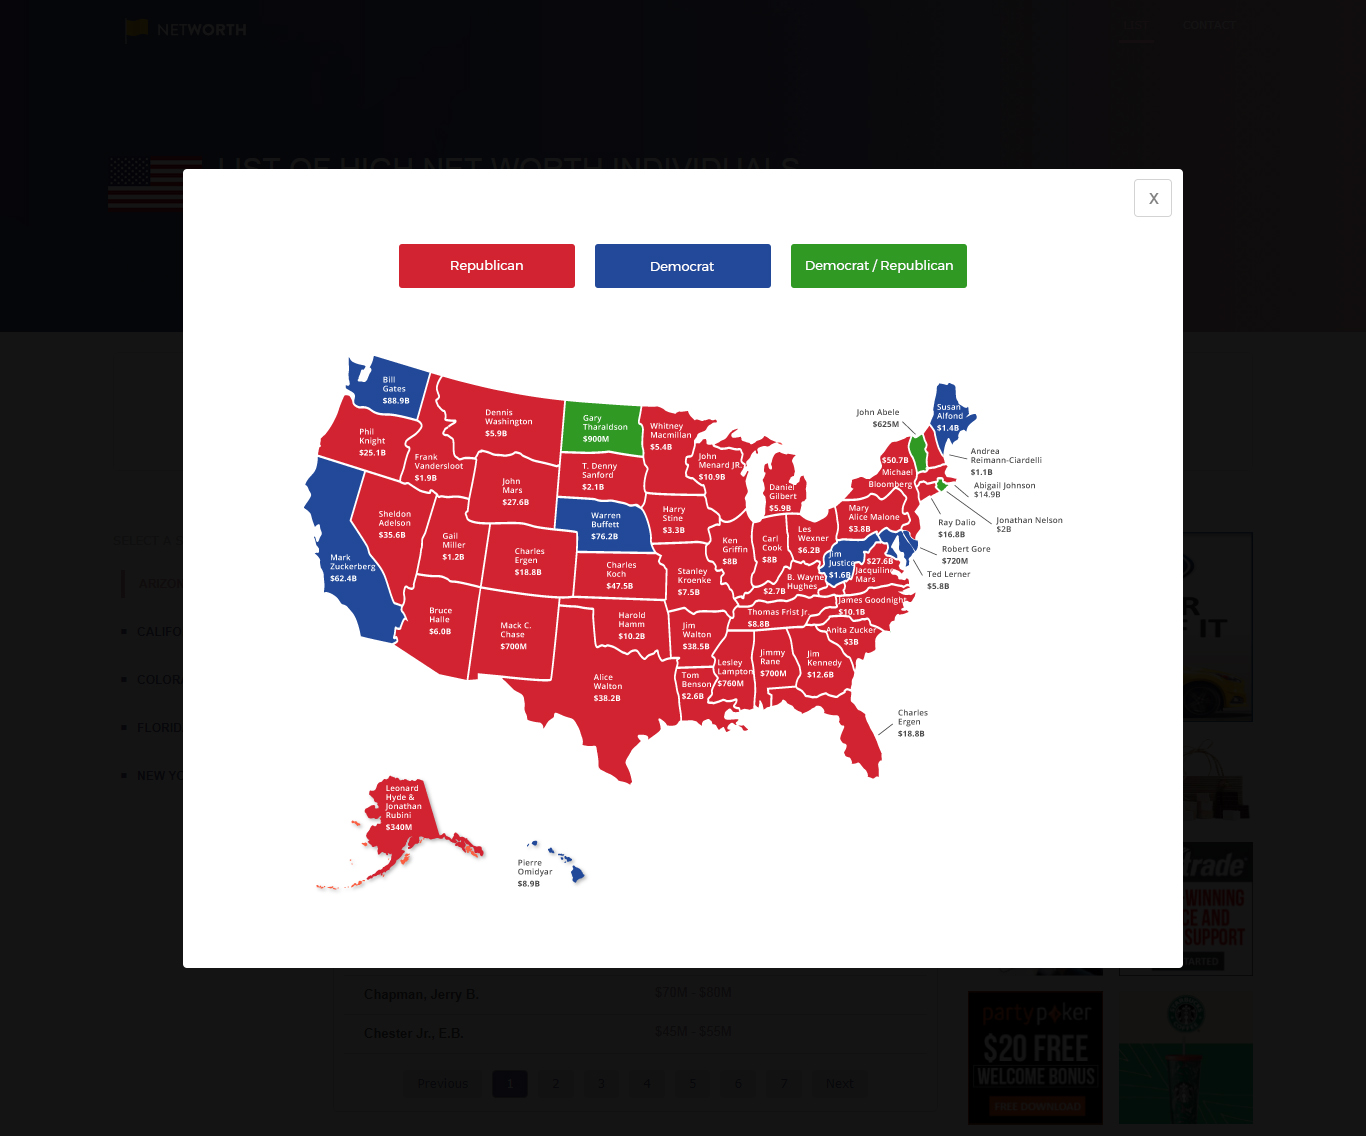 NETWORTH
CONTACT
LIST OF HIGH NET WORTH INDIVIDUALS
X
Republican
Democrat
Democrat / Republican
Bill
Gates
$88.9B
Phil
Knight
$25.1B
Frank
Vandersloot
$1.9B
Dennis
Washington
$5.9B
Gary
Tharaldson
$900M
Whitney
Macmillan
$5.4B
John
Menard JR.
$10.9B
Daniel
Gilbert
$5.9B
John Abele
$625M
Susan
Alfond
$1.4B
Andrea
Reimann-Ciardelli
$1.1B
$50.7B
Michael
Bloomberg
Abigail Johnson
$14.9B
Jonathan Nelson
$2B
Ray Dalio
$16.8B
Robert Gore
$720M
Ted Lerner
$5.8B
John
Mars
$27.6B
T. Denny
Sanford
$2.1B
Warren
Buffett
$76.2B
Harry
Stine
$3.3B
Mary
Alice Malone
$3.8B
Sheldon
Adelson
$35.6B
Gail
Miller
$1.2B
Charles
Ergen
$18.8B
Mark
Zuckerberg
$62.4B
Charles
Koch
$47.5B
Stanley
Kroenke
$7.5B
Ken
Griffin
$8B
Carl
Cook
$8B
Les
Wexner
$6.2B
Jim
Justice
$1.6B
$27.6B
Jacquiline
Mars
B. Wayne
Hughes
$2.7B
James Goodnight
$10.1B
Thomas Frist Jr.
$8.8B
Anita Zucker
$3B
Bruce
Halle
$6.0B
Mack C.
Chase
$700M
Harold
Hamm
$10.2B
Jim
Walton
$38.5B
Alice
Walton
$38.2B
Tom
Benson
$2.6B
Lesley
Lampton
$760M
Jimmy
Rane
$700M
Jim
Kennedy
$12.6B
Charles
Ergen
$18.8B
Leonard
Hyde &
Jonathan
Rubini
$340M
Pierre
Omidyar
$8.9B
SELECT A S
ARIZON
CALIFO
COLOR
FLORID
NEW YO
R
E IT
trade
WINNING
CE AND
SUPPORT
STARTED
Chapman, Jerry B.
$70M - $80M
Chester Jr., E.B.
$45M - $55M
Previous 1 2 3 4 5 6 7 Next
partypoker
$20 FREE
WELCOME BONUS
FREE DOWNLOAD